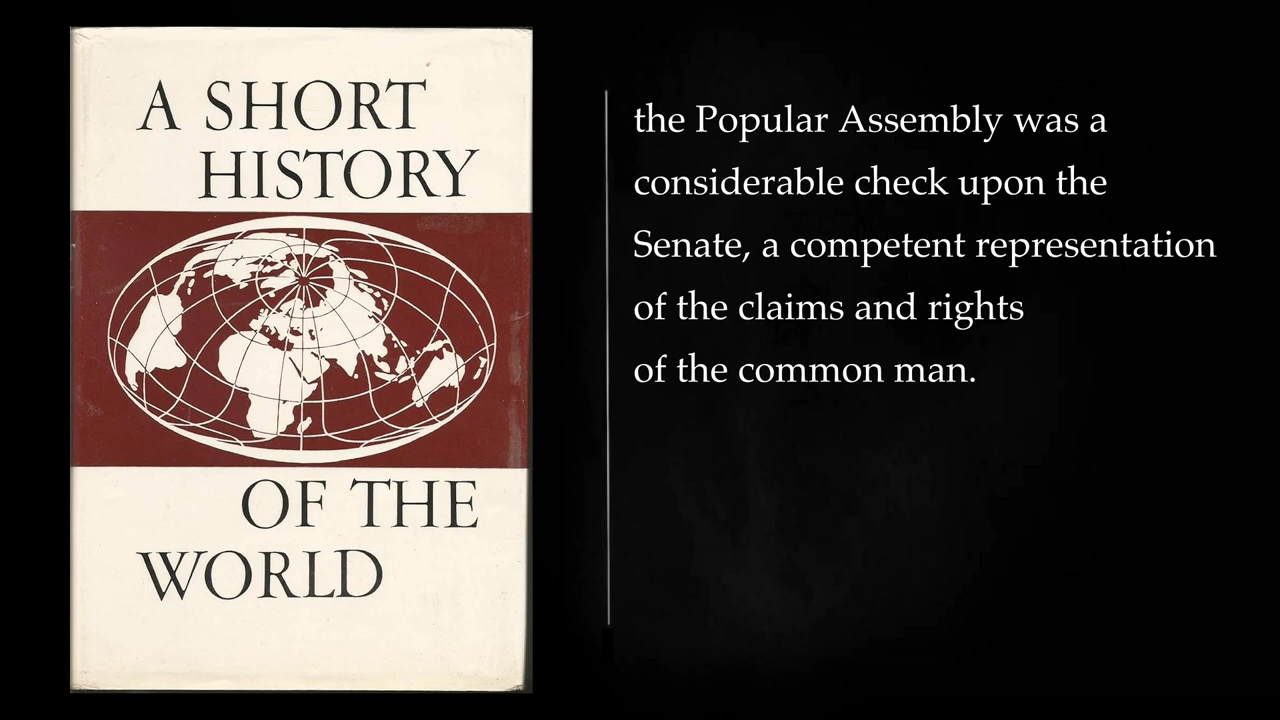 A SHORT
HISTORY
OF THE
WORLD
the Popular Assembly was a
considerable check upon the
Senate, a competent representation
of the claims and rights
of the common man.